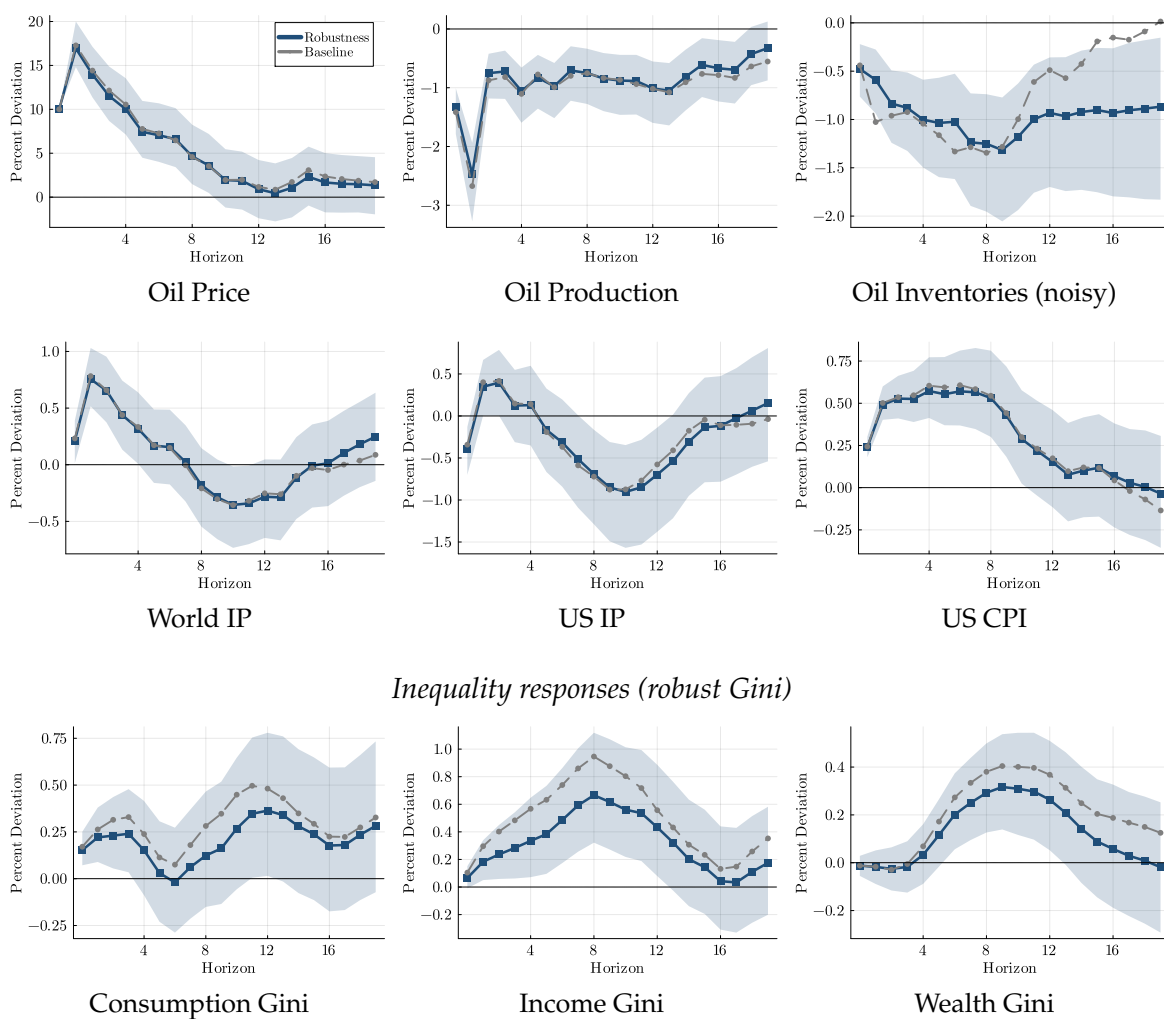 20
15
10
5
0
Percent Deviation
4
8
12
16
Horizon
Robustness
Baseline
Oil Price
0
−1
−2
−3
Percent Deviation
4
8
12
16
Horizon
Oil Production
0.0
−0.5
−1.0
−1.5
−2.0
Percent Deviation
4
8
12
16
Horizon
Oil Inventories (noisy)
1.0
0.5
0.0
−0.5
Percent Deviation
4
8
12
16
Horizon
World IP
0.5
0.0
−0.5
−1.0
−1.5
Percent Deviation
4
8
12
16
Horizon
US IP
0.75
0.50
0.25
0.00
−0.25
Percent Deviation
4
8
12
16
Horizon
US CPI
Inequality responses (robust Gini)
0.75
0.50
0.25
0.00
−0.25
Percent Deviation
4
8
12
16
Horizon
Consumption Gini
1.0
0.8
0.6
0.4
0.2
0.0
−0.2
Percent Deviation
4
8
12
16
Horizon
Income Gini
0.4
0.2
0.0
−0.2
Percent Deviation
4
8
12
16
Horizon
Wealth Gini